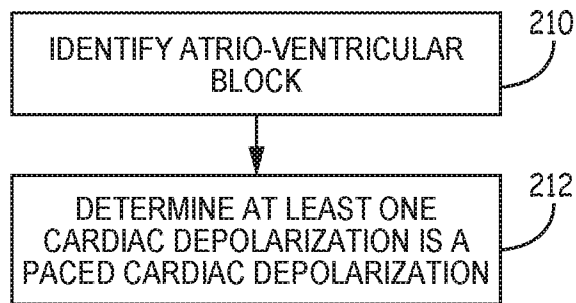 210
IDENTIFY ATRIO-VENTRICULAR
BLOCK
212
DETERMINE AT LEAST ONE
CARDIAC DEPOLARIZATION IS A
PACED CARDIAC DEPOLARIZATION